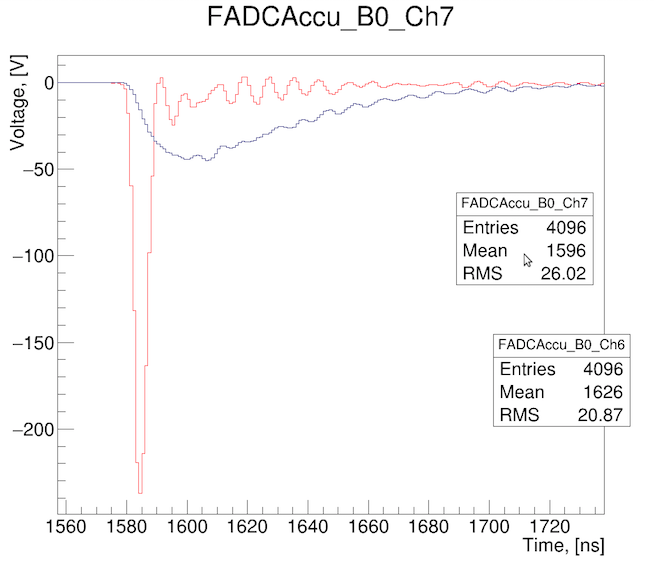 FADCAccu_B0_Ch7
Voltage, [V]
0
−50
−100
−150
−200
FADCAccu_B0_Ch7
Entries 4096
Mean 1596
RMS 26.02
FADCAccu_B0_Ch6
Entries 4096
Mean 1626
RMS 20.87
1560 1580 1600 1620 1640 1660 1680 1700 1720
Time, [ns]